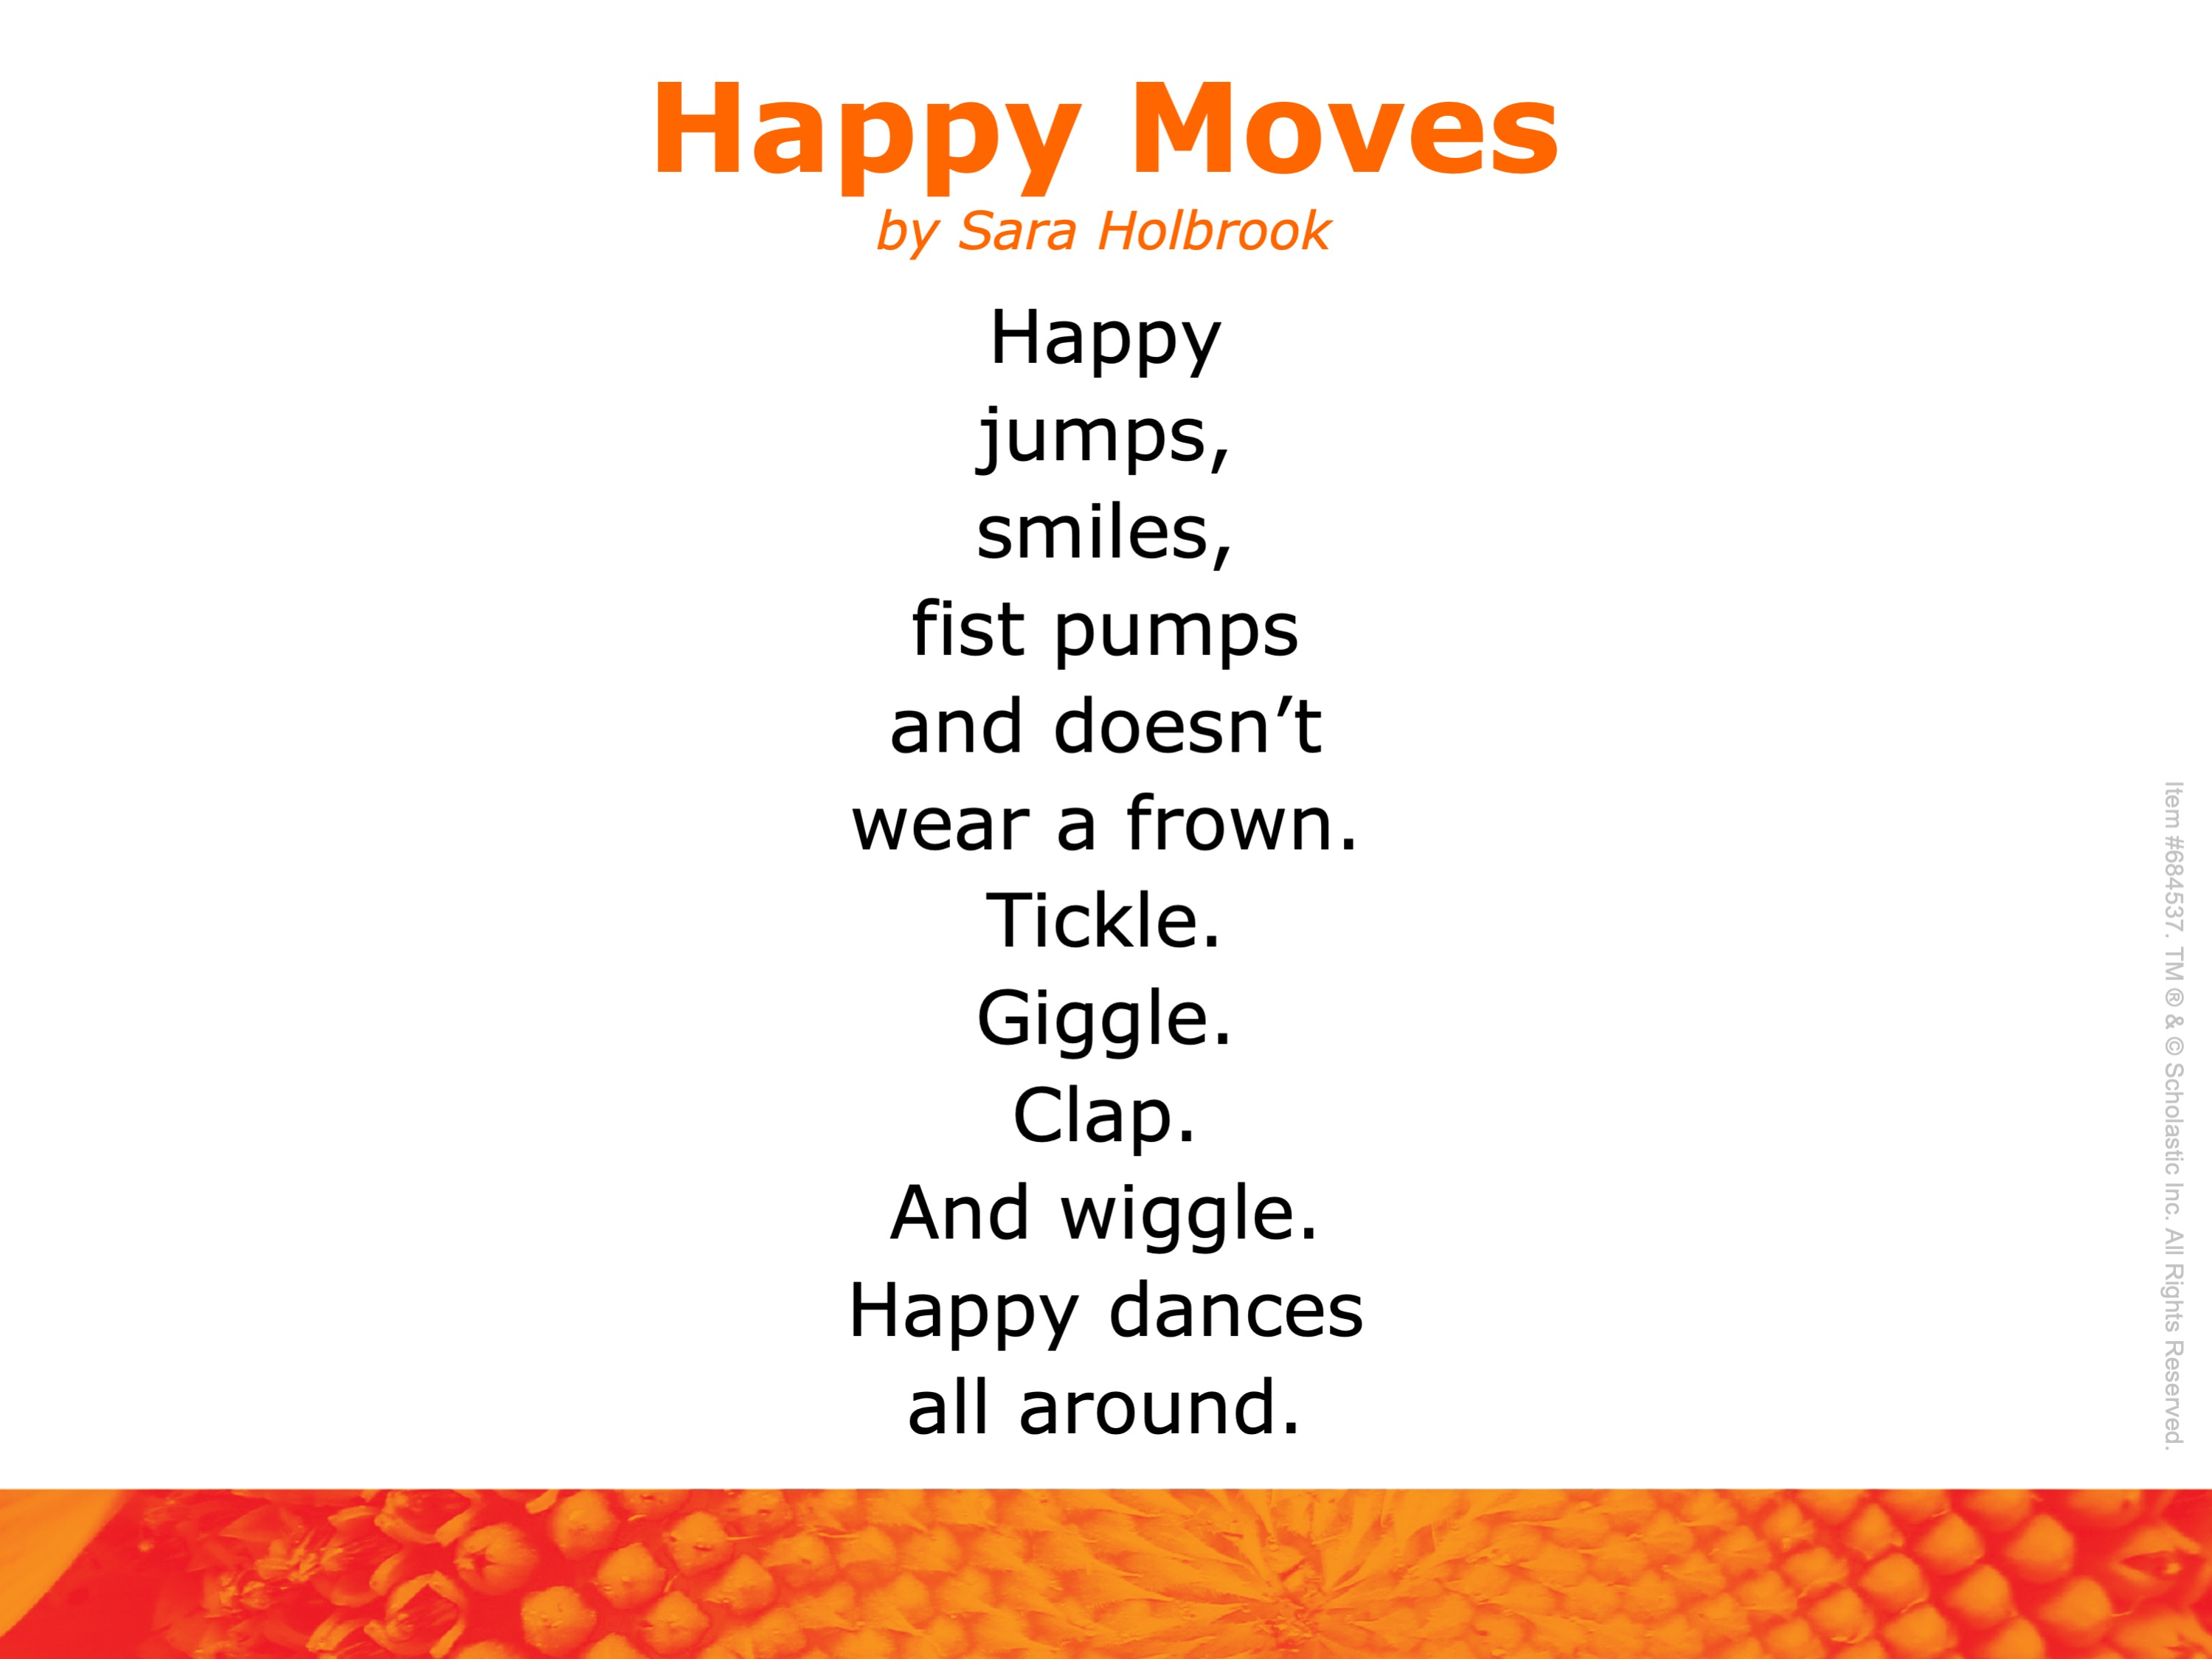 Happy Moves
by Sara Holbrook
Happy
jumps,
smiles,
fist pumps
and doesn’t
wear a frown.
Tickle.
Giggle.
Clap.
And wiggle.
Happy dances
all around.
Item #684537. TM ® & © Scholastic Inc. All Rights Reserved.